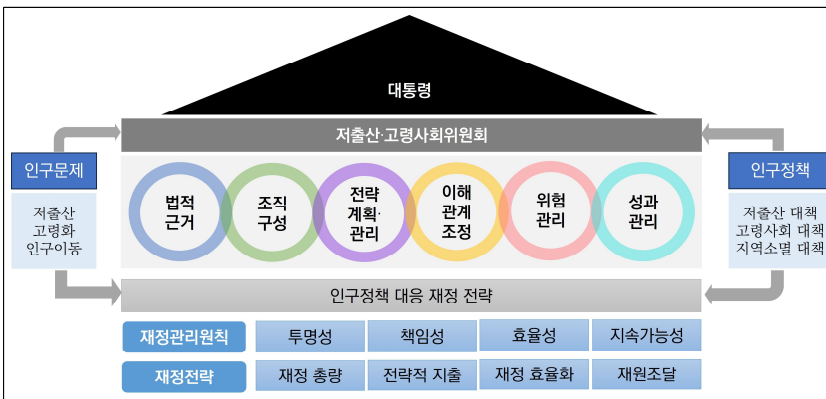 대통령
저출산·고령사회위원회
인구문제
저출산
고령화
인구이동
법적
근거
조직
구성
전략
계획·
관리
이해
관계
조정
위험
관리
성과
관리
인구정책
저출산 대책
고령사회 대책
지역소멸 대책
인구정책 대응 재정 전략
재정관리원칙 투명성 책임성 효율성 지속가능성
재정전략 재정 총량 전략적 지출 재정 효율화 재원조달